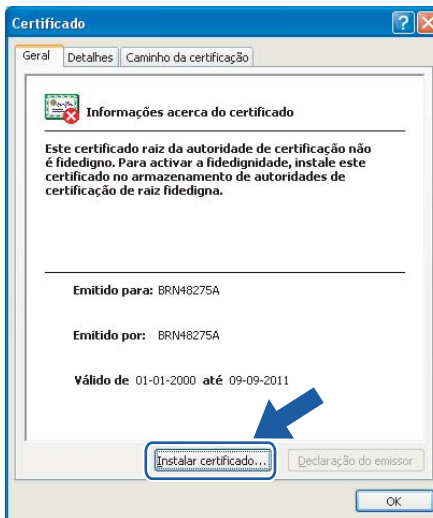 Certificado
Geral Detalhes Caminho da certificação
Informações acerca do certificado
Este certificado raiz da autoridade de certificação não
é fidedigno. Para activar a fidedignidade, instale este
certificado no armazenamento de autoridades de
certificação de raiz fidedigna.
Emitido para: BRN48275A
Emitido por: BRN48275A
Válido de 01-01-2000 até 09-09-2011
Instalar certificado... Declaração do emissor
OK